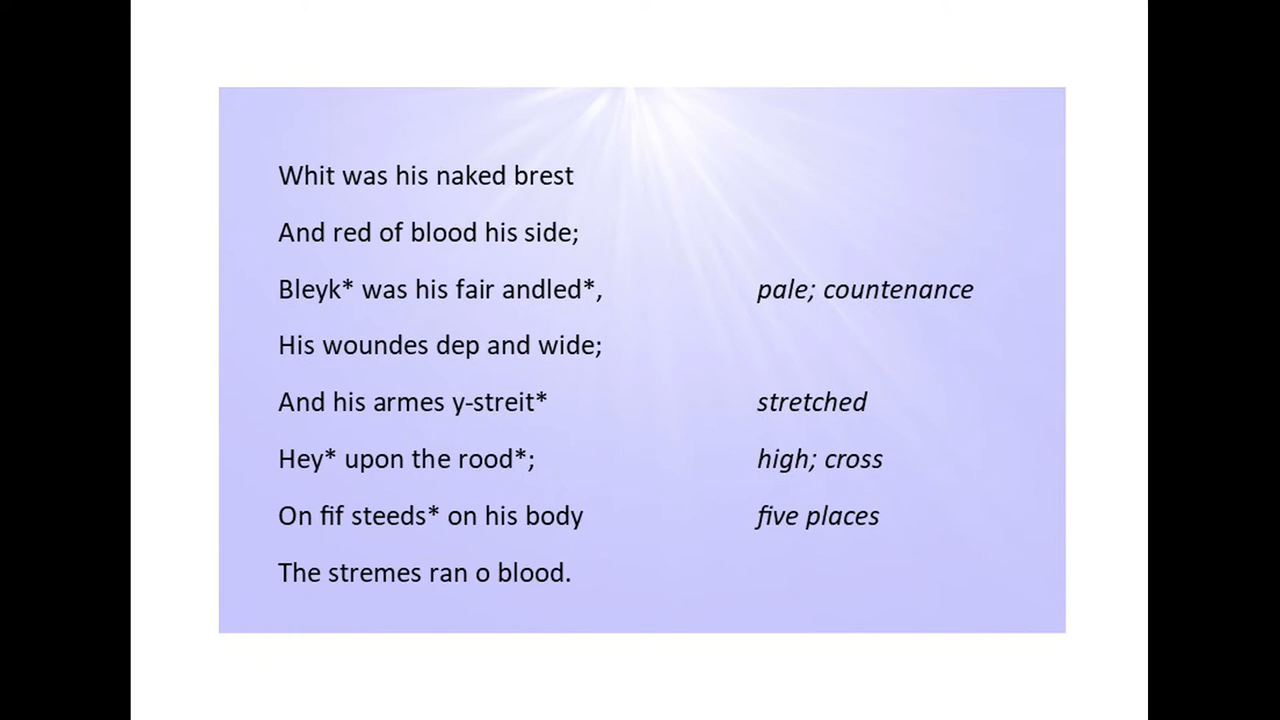 Whit was his naked brest
And red of blood his side;
Bleyk* was his fair andled*, pale; countenance
His woundes dep and wide;
And his armes y-streit* stretched
Hey* upon the rood*; high; cross
On fif steeds* on his body five places
The stremes ran o blood.